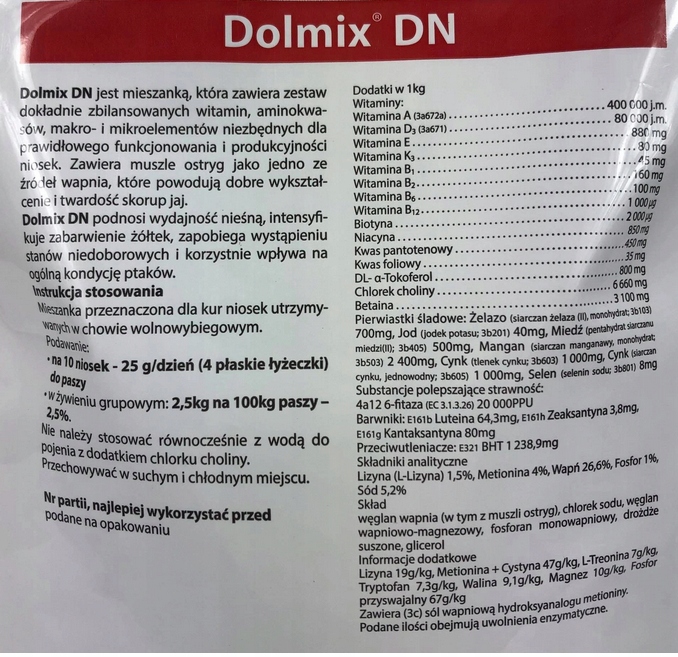 Dolmix® DN
Dolmix DN jest mieszanką, która zawiera zestaw
dokładnie zbilansowanych witamin, aminokwa-
sów, makro- i mikroelementów niezbędnych dla
prawidłowego funkcjonowania i produkcyjności
niosek. Zawiera muszle ostryg jako jedno ze
źródeł wapnia, które powodują dobre wykształ-
cenie i twardość skorup jaj.
Dolmix DN podnosi wydajność nieśną, intensyfi-
kuje zabarwienie żółtek, zapobiega wystąpieniu
stanów niedoborowych i korzystnie wpływa na
ogólną kondycję ptaków.
Instrukcja stosowania
Mieszanka przeznaczona dla kur niosek utrzymy-
wanych w chowie wolnowybiegowym.
Podawanie:
• na 10 niosek - 25 g/dzień (4 płaskie łyżeczki)
do paszy
• w żywieniu grupowym: 2,5kg na 100kg paszy –
2,5%.
Nie należy stosować równocześnie z wodą do
pojenia z dodatkiem chlorku choliny.
Przechowywać w suchym i chłodnym miejscu.
Nr partii, najlepiej wykorzystać przed
podane na opakowaniu
Dodatki w 1kg
Witaminy:
Witamina A (3a672a) 400 000 j.m.
Witamina D3 (3a671) 80 000 j.m.
Witamina E 880 mg
Witamina K3 80 mg
Witamina B1 45 mg
Witamina B2 160 mg
Witamina B6 100 mg
Witamina B12 1 000 µg
Biotyna 2 000 µg
Niacyna 850 mg
Kwas pantotenowy 450 mg
Kwas foliowy 35 mg
DL- α-Tokoferol 800 mg
Chlorek choliny 6 660 mg
Betaina 3 100 mg
Pierwiastki śladowe: Żelazo (siarczan żelaza (II), monohydrat; 3b103)
700mg, Jod (jodek potasu; 3b201) 40mg, Miedź (pentahydrat siarczanu
miedzi(II); 3b405) 500mg, Mangan (siarczan manganawy, monohydrat;
3b503) 2 400mg, Cynk (tlenek cynku; 3b603) 1 000mg, Cynk (siarczan
cynku, jednowodny; 3b605) 1 000mg, Selen (selenin sodu; 3b801) 8mg
Substancje polepszające strawność:
4a12 6-fitaza (EC 3.1.3.26) 20 000PPU
Barwniki: E161b Luteina 64,3mg, E161h Zeaksantyna 3,8mg,
E161g Kantaksantyna 80mg
Przeciwutleniacze: E321 BHT 1 238,9mg
Składniki analityczne
Lizyna (L-Lizyna) 1,5%, Metionina 4%, Wapń 26,6%, Fosfor 1%,
Sód 5,2%
Skład
węglan wapnia (w tym z muszli ostryg), chlorek sodu, węglan
wapniowo-magnezowy, fosforan monowapniowy, drożdże
suszone, glicerol
Informacje dodatkowe
Lizyna 19g/kg, Metionina + Cystyna 47g/kg, L-Treonina 7g/kg,
Tryptofan 7,3g/kg, Walina 9,1g/kg, Magnez 10g/kg, Fosfor
przyswajalny 67g/kg
Zawiera (3c) sól wapniową hydroksyanalogu metioniny.
Podane ilości obejmują uwolnienia enzymatyczne.